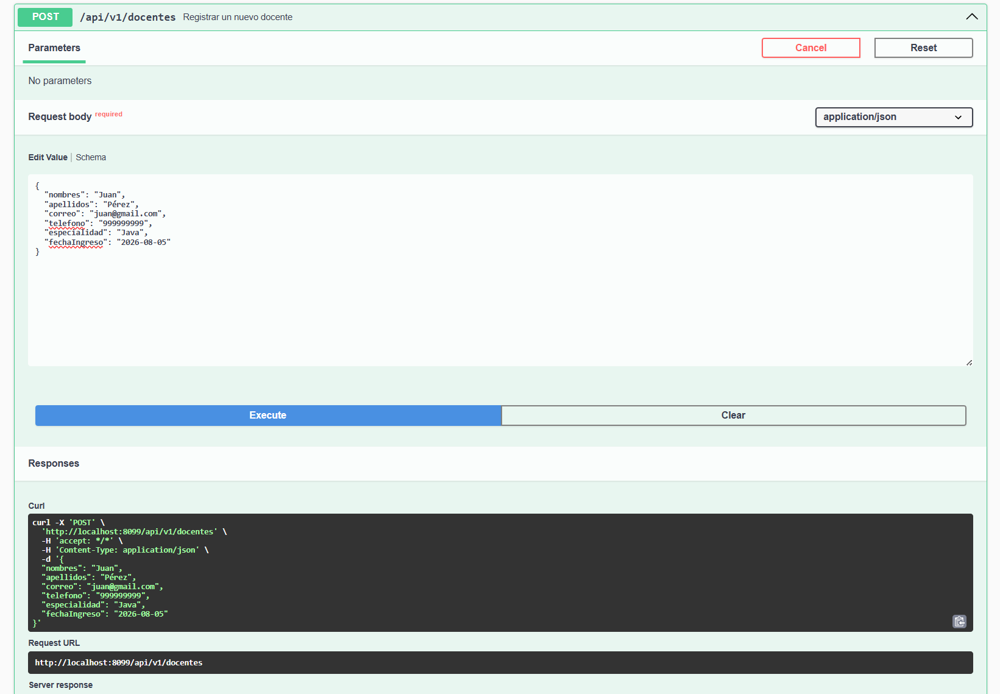 POST /api/v1/docentes Registrar un nuevo docente
Parameters
Cancel
Reset
No parameters
Request body required
application/json
Edit Value | Schema
{
  "nombres": "Juan",
  "apellidos": "Pérez",
  "correo": "juan@gmail.com",
  "telefono": "999999999",
  "especialidad": "Java",
  "fechaIngreso": "2026-08-05"
}
Execute
Clear
Responses
Curl
curl -X 'POST' \
  'http://localhost:8099/api/v1/docentes' \
  -H 'accept: */*' \
  -H 'Content-Type: application/json' \
  -d '{
  "nombres": "Juan",
  "apellidos": "Pérez",
  "correo": "juan@gmail.com",
  "telefono": "999999999",
  "especialidad": "Java",
  "fechaIngreso": "2026-08-05"
}'
Request URL
http://localhost:8099/api/v1/docentes
Server response